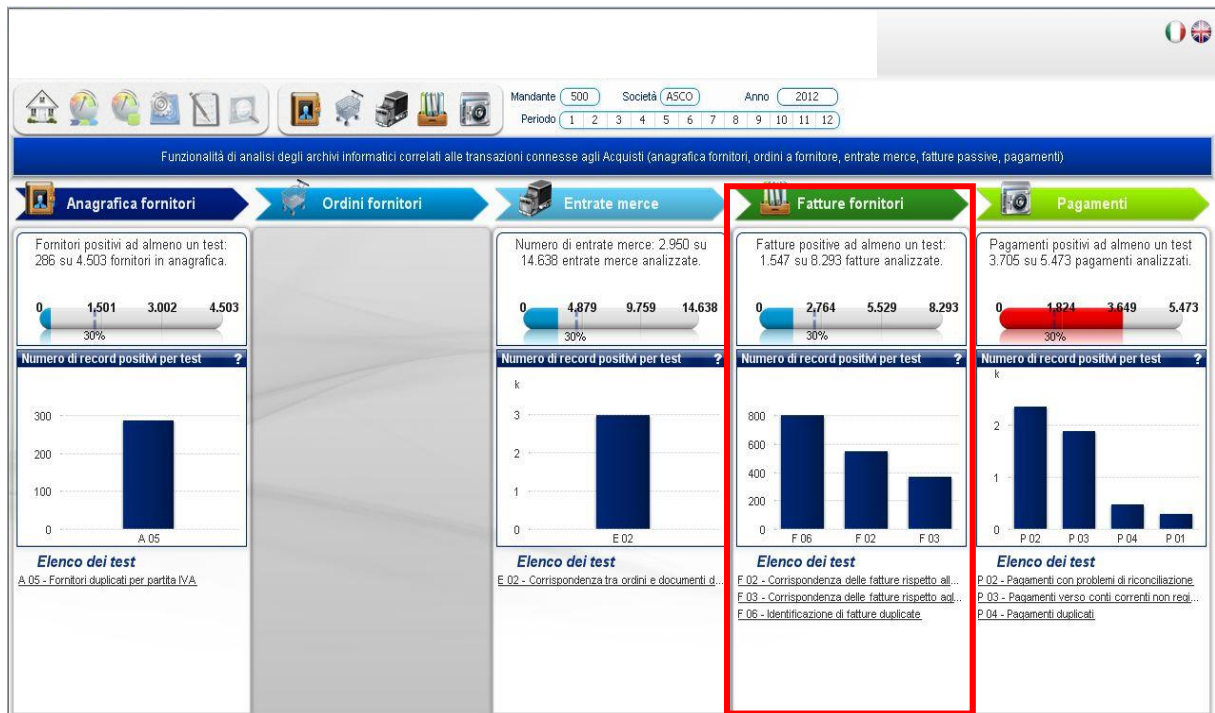 Mandante 500 Società ASCO Anno 2012
Periodo 1 2 3 4 5 6 7 8 9 10 11 12
Funzionalità di analisi degli archivi informatici correlati alle transazioni connesse agli Acquisti (anagrafica fornitori, ordini a fornitore, entrate merce, fatture passive, pagamenti)
Anagrafica fornitori
Fornitori positivi ad almeno un test:
286 su 4.503 fornitori in anagrafica.
0 1.501 3.002 4.503
30%
Numero di record positivi per test ?
300
200
100
0
A 05
Elenco dei test
A 05 - Fornitori duplicati per partita IVA
Ordini fornitori
Entrate merce
Numero di entrate merce: 2.950 su
14.638 entrate merce analizzate.
0 4.879 9.759 14.638
30%
Numero di record positivi per test ?
k
3
2
1
0
E 02
Elenco dei test
E 02 - Corrispondenza tra ordini e documenti d...
Fatture fornitori
Fatture positive ad almeno un test:
1.547 su 8.293 fatture analizzate.
0 2.764 5.529 8.293
30%
Numero di record positivi per test ?
800
600
400
200
0
F 06 F 02 F 03
Elenco dei test
F 02 - Corrispondenza delle fatture rispetto all...
F 03 - Corrispondenza delle fatture rispetto agl...
F 06 - Identificazione di fatture duplicate
Pagamenti
Pagamenti positivi ad almeno un test
3.705 su 5.473 pagamenti analizzati.
0 1.824 3.649 5.473
30%
Numero di record positivi per test ?
k
2
1
0
P 02 P 03 P 04 P 01
Elenco dei test
P 02 - Pagamenti con problemi di riconciliazione
P 03 - Pagamenti verso conti correnti non regi...
P 04 - Pagamenti duplicati